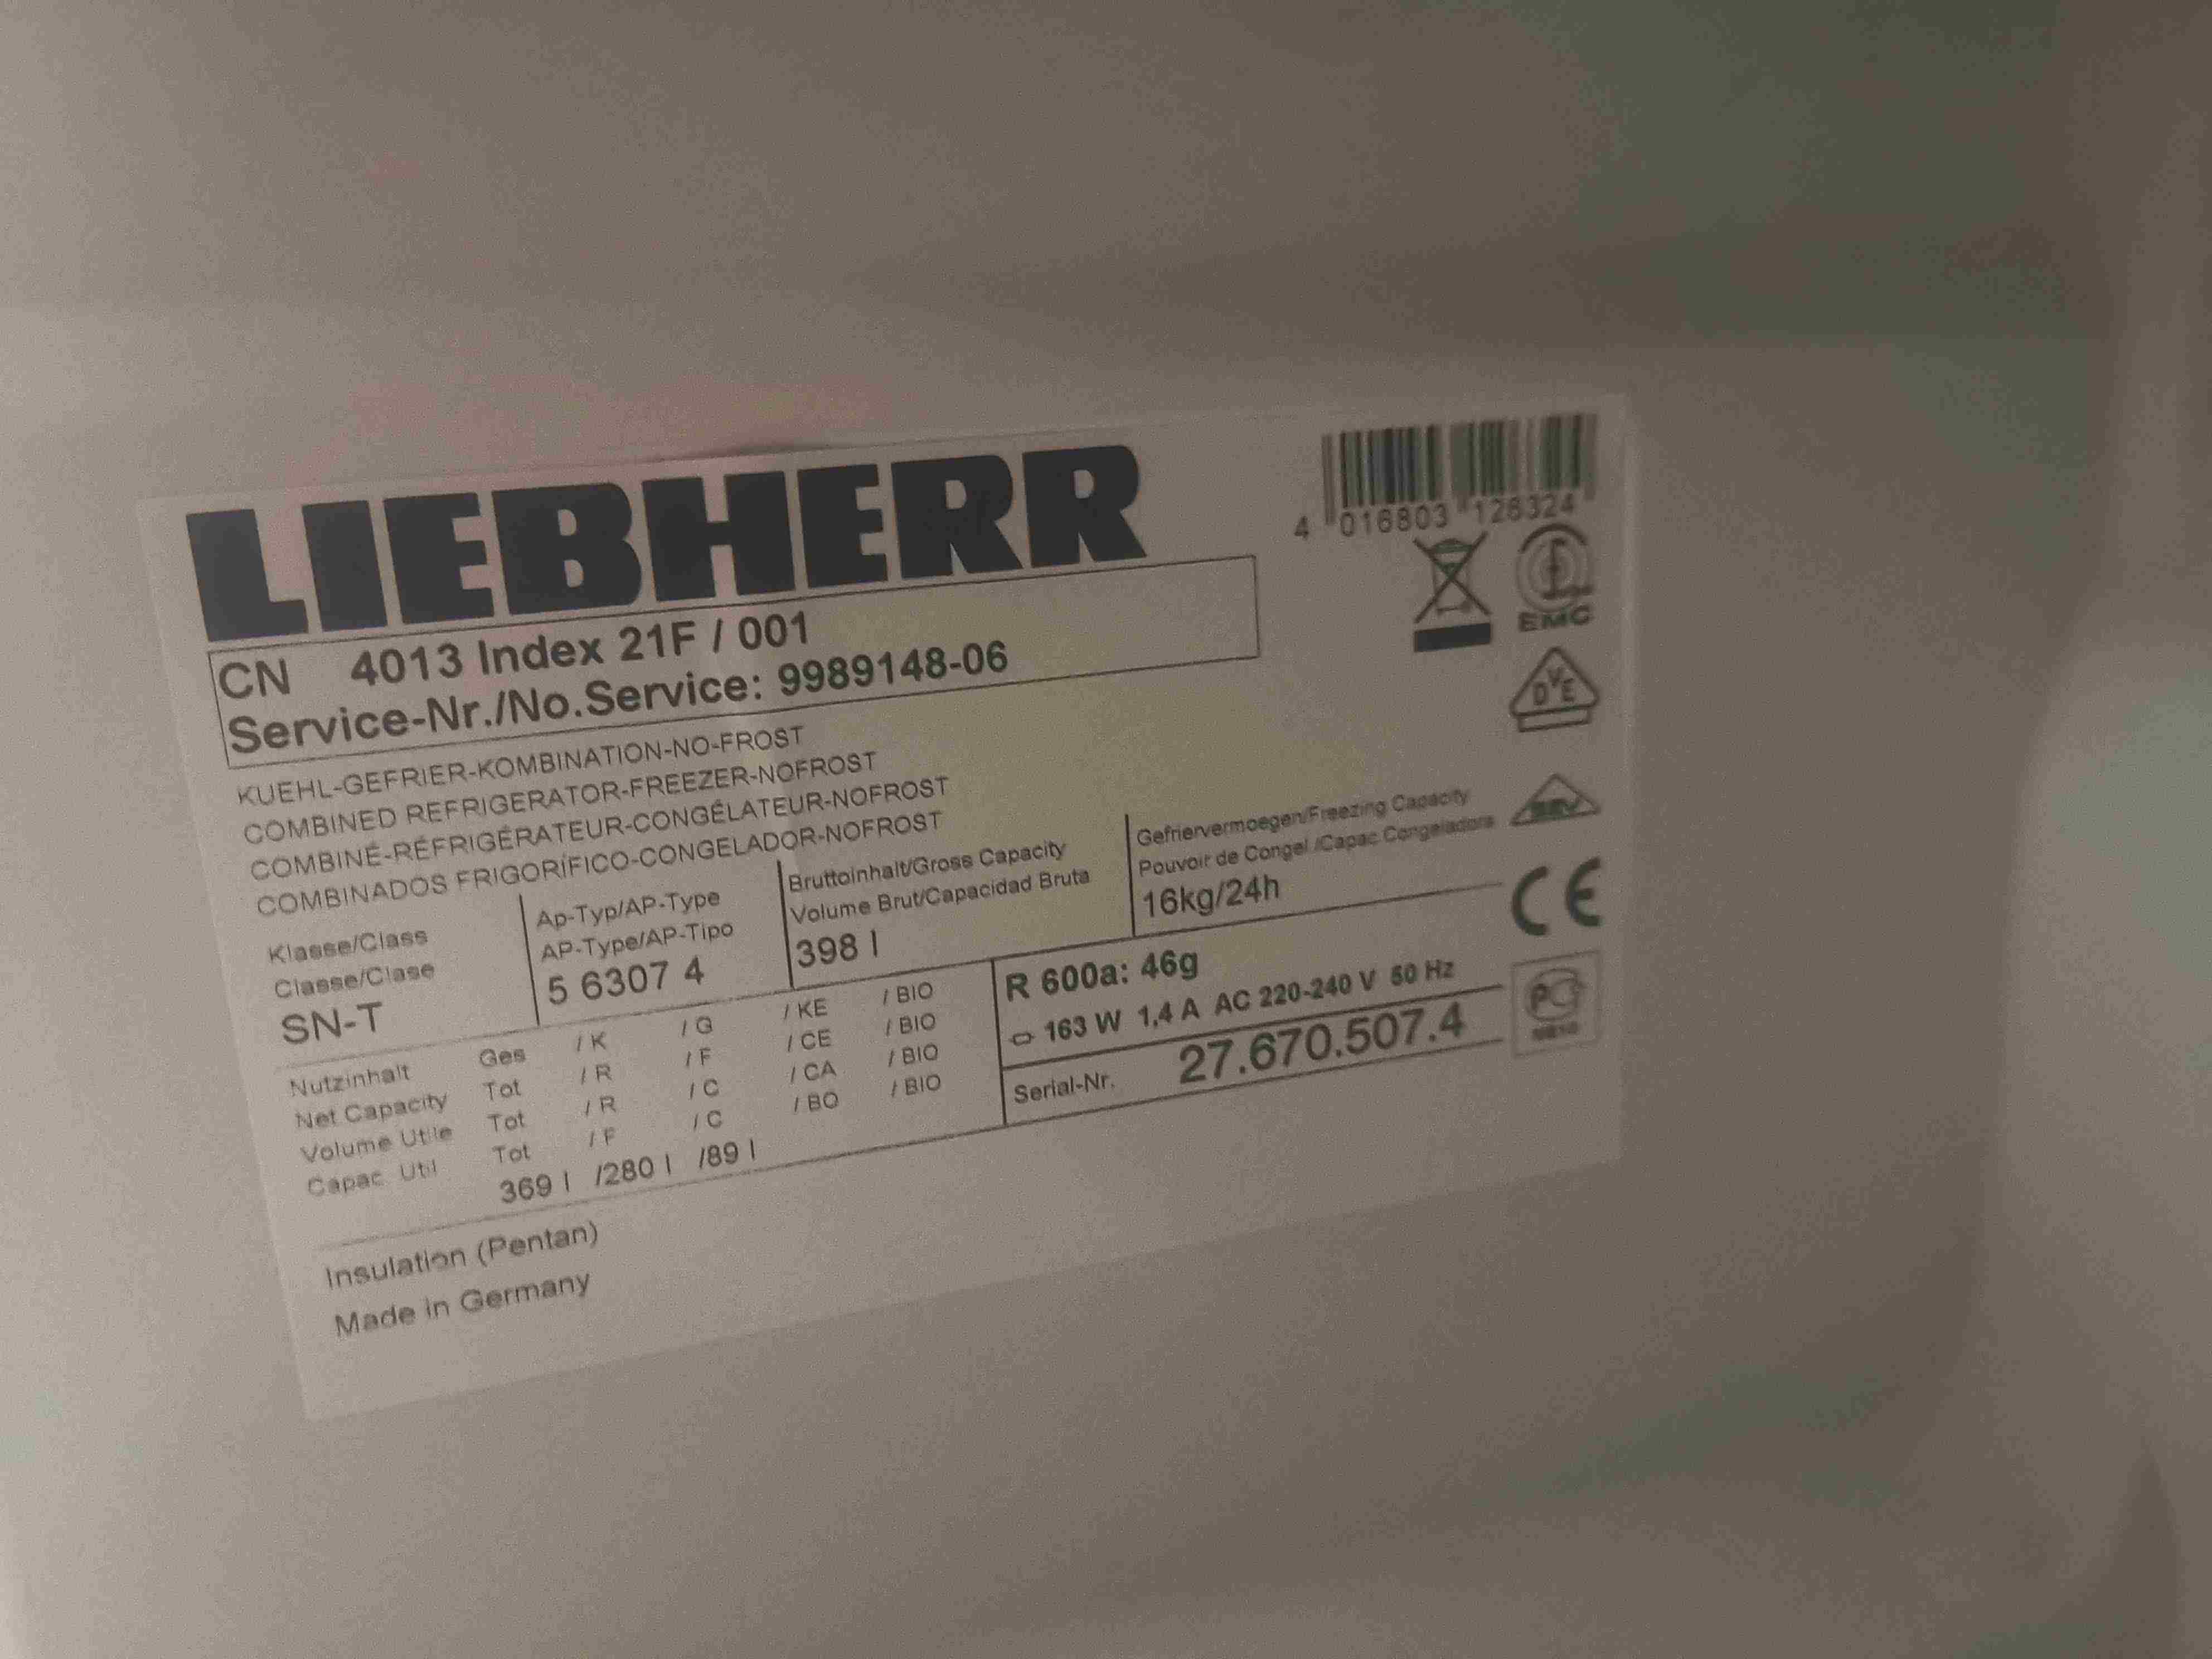 LIEBHERR
4 016803 126324
CN 4013 Index 21F / 001
Service-Nr./No.Service: 9989148-06
EMC
DVE
KUEHL-GEFRIER-KOMBINATION-NO-FROST
COMBINED REFRIGERATOR-FREEZER-NOFROST
COMBINÉ-RÉFRIGÉRATEUR-CONGÉLATEUR-NOFROST
COMBINADOS FRIGORÍFICO-CONGELADOR-NOFROST
Klasse/Class
Classe/Clase
SN-T
Ap-Typ/AP-Type
AP-Type/AP-Tipo
5 6307 4
Bruttoinhalt/Gross Capacity
Volume Brut/Capacidad Bruta
398 l
Gefriervermoegen/Freezing Capacity
Pouvoir de Congel./Capac.Congeladora
16kg/24h
CE
Nutzinhalt Ges / K / G / KE / BIO
Net Capacity Tot / R / F / CE / BIO
Volume Utile Tot / R / C / CA / BIO
Capac. Util Tot / F / C / BO / BIO
369 l /280 l /89 l
R 600a: 46g
163 W 1,4 A AC 220-240 V 50 Hz
Serial-Nr. 27.670.507.4
Insulation (Pentan)
Made in Germany